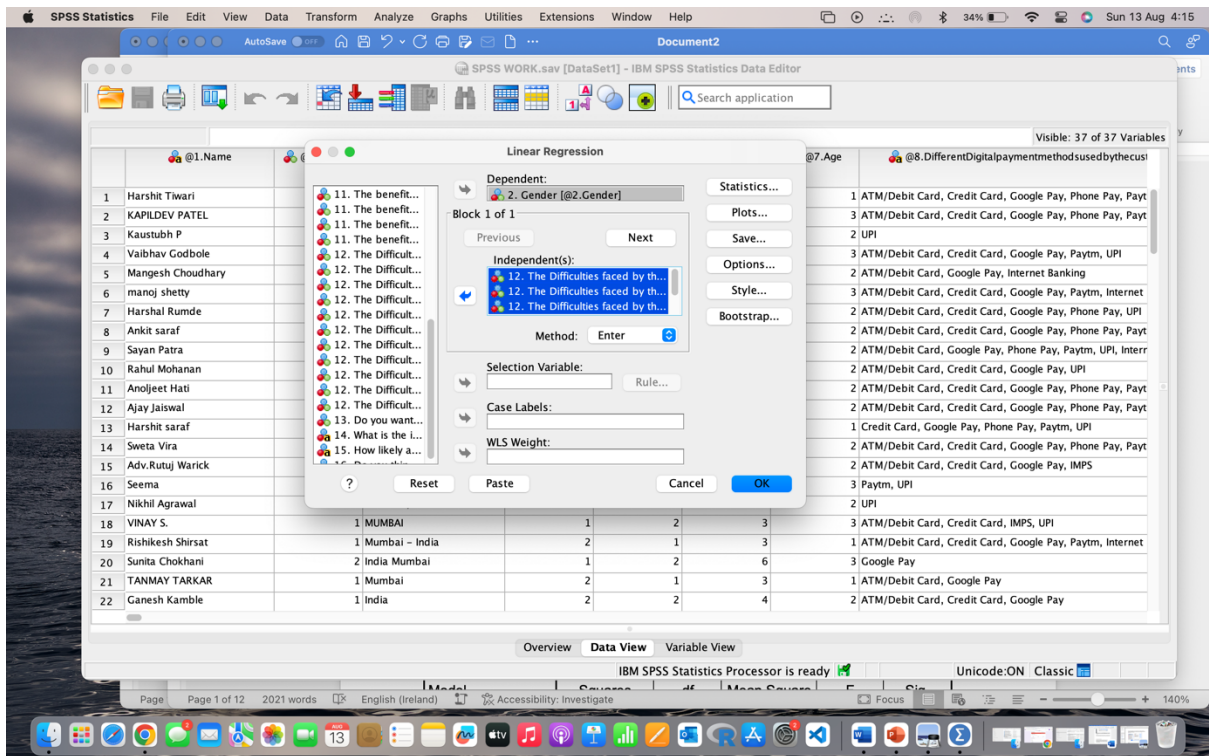 SPSS Statistics File Edit View Data Transform Analyze Graphs Utilities Extensions Window Help 34% Sun 13 Aug 4:15
AutoSave OFF Document2
SPSS WORK.sav [DataSet1] - IBM SPSS Statistics Data Editor
ents
Search application
Visible: 37 of 37 Variables
@1.Name @7.Age @8.DifferentDigitalpaymentmethodsusedbythecust
Linear Regression
Dependent:
2. Gender [@2.Gender]
Block 1 of 1
Previous Next
Independent(s):
12. The Difficulties faced by th...
12. The Difficulties faced by th...
12. The Difficulties faced by th...
Method: Enter
Selection Variable:
Rule...
Case Labels:
WLS Weight:
11. The benefit...
11. The benefit...
11. The benefit...
11. The benefit...
12. The Difficult...
12. The Difficult...
12. The Difficult...
12. The Difficult...
12. The Difficult...
12. The Difficult...
12. The Difficult...
12. The Difficult...
12. The Difficult...
12. The Difficult...
12. The Difficult...
13. Do you want...
14. What is the i...
15. How likely a...
Statistics...
Plots...
Save...
Options...
Style...
Bootstrap...
? Reset Paste Cancel OK
1 Harshit Tiwari 1 ATM/Debit Card, Credit Card, Google Pay, Phone Pay, Payt
2 KAPILDEV PATEL 3 ATM/Debit Card, Credit Card, Google Pay, Phone Pay, Payt
3 Kaustubh P 2 UPI
4 Vaibhav Godbole 3 ATM/Debit Card, Credit Card, Google Pay, Paytm, UPI
5 Mangesh Choudhary 2 ATM/Debit Card, Google Pay, Internet Banking
6 manoj shetty 3 ATM/Debit Card, Credit Card, Google Pay, Paytm, Internet
7 Harshal Rumde 2 ATM/Debit Card, Credit Card, Google Pay, Phone Pay, UPI
8 Ankit saraf 2 ATM/Debit Card, Credit Card, Google Pay, Phone Pay, Payt
9 Sayan Patra 2 ATM/Debit Card, Google Pay, Phone Pay, Paytm, UPI, Interr
10 Rahul Mohanan 2 ATM/Debit Card, Credit Card, Google Pay, UPI
11 Anoljeet Hati 2 ATM/Debit Card, Credit Card, Google Pay, Phone Pay, Payt
12 Ajay Jaiswal 2 ATM/Debit Card, Credit Card, Google Pay, Phone Pay, Payt
13 Harshit saraf 1 Credit Card, Google Pay, Phone Pay, Paytm, UPI
14 Sweta Vira 2 ATM/Debit Card, Credit Card, Google Pay, Phone Pay, Payt
15 Adv.Rutuj Warick 2 ATM/Debit Card, Credit Card, Google Pay, IMPS
16 Seema 3 Paytm, UPI
17 Nikhil Agrawal 2 UPI
18 VINAY S. 1 MUMBAI 1 2 3 3 ATM/Debit Card, Credit Card, IMPS, UPI
19 Rishikesh Shirsat 1 Mumbai - India 2 1 3 1 ATM/Debit Card, Credit Card, Google Pay, Paytm, Internet
20 Sunita Chokhani 2 India Mumbai 1 2 6 3 Google Pay
21 TANMAY TARKAR 1 Mumbai 2 1 3 1 ATM/Debit Card, Google Pay
22 Ganesh Kamble 1 India 2 2 4 2 ATM/Debit Card, Credit Card, Google Pay
Overview Data View Variable View
IBM SPSS Statistics Processor is ready Unicode:ON Classic
Model Squares df Mean Square F Sig
Page Page 1 of 12 2021 words English (Ireland) Accessibility: Investigate Focus 140%
AUG
13